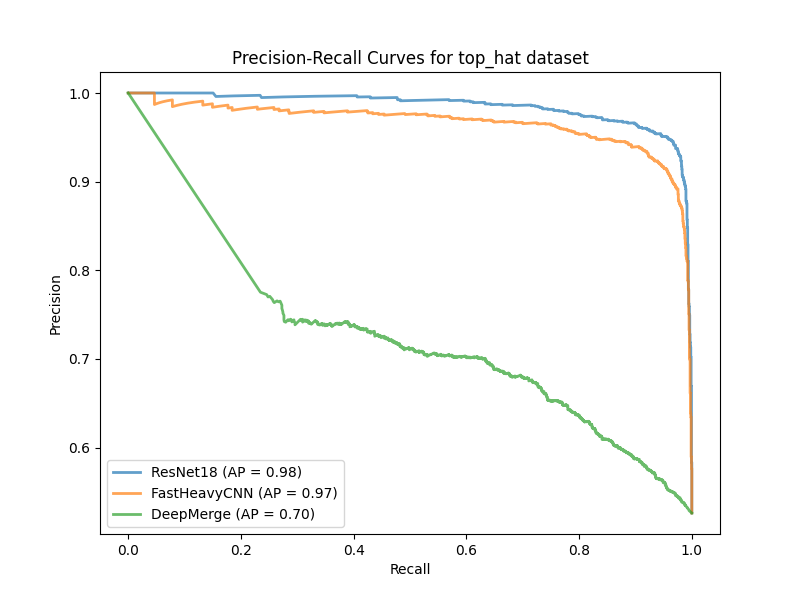 Precision-Recall Curves for top_hat dataset
Precision
1.0
0.9
0.8
0.7
0.6
ResNet18 (AP = 0.98)
FastHeavyCNN (AP = 0.97)
DeepMerge (AP = 0.70)
0.0 0.2 0.4 0.6 0.8 1.0
Recall